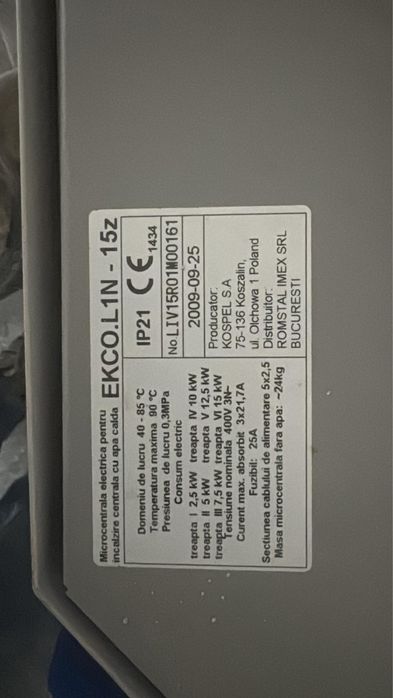 Microcentrala electrica pentru
incalzire centrala cu apa calda
EKCO.L1N - 15z
Domeniu de lucru 40 - 85 °C
Temperatura maxima 90 °C
Presiunea de lucru 0,3MPa
Consum electric
treapta I 2,5 kW treapta IV 10 kW
treapta II 5 kW treapta V 12,5 kW
treapta III 7,5 kW treapta VI 15 kW
Tensiune nominala 400V 3N~
Curent max. absorbit 3x21,7A
Fuzibil: 25A
Sectiunea cablului de alimentare 5x2,5
Masa microcentrala fara apa: ~24kg
IP21 CE 1434
No.LIV15R01M00161
2009-09-25
Producator:
KOSPEL S.A
75-136 Koszalin,
ul. Olchowa 1 Poland
Distribuitor:
ROMSTAL IMEX SRL
BUCURESTI